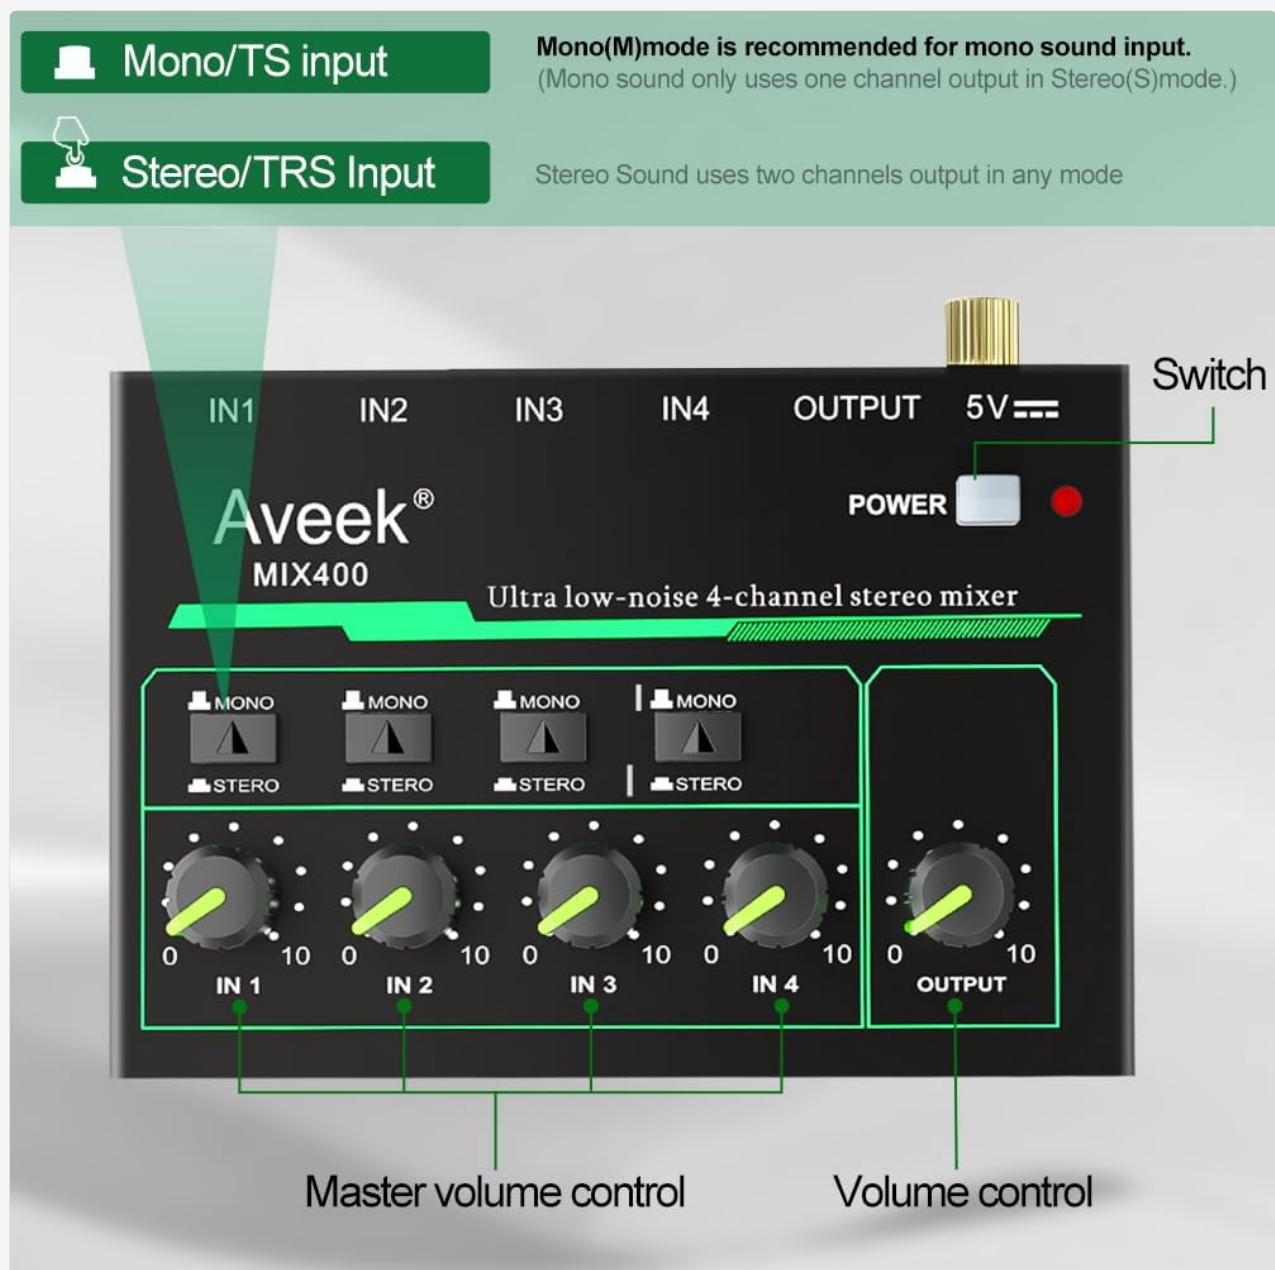 Mono/TS input
Mono(M)mode is recommended for mono sound input.
(Mono sound only uses one channel output in Stereo(S)mode.)
Stereo/TRS Input
Stereo Sound uses two channels output in any mode
Switch
IN1 IN2 IN3 IN4 OUTPUT 5V
POWER
Aveek®
MIX400
Ultra low-noise 4-channel stereo mixer
MONO MONO MONO MONO
STERO STERO STERO STERO
0 10 0 10 0 10 0 10 0 10
IN 1 IN 2 IN 3 IN 4 OUTPUT
Master volume control Volume control